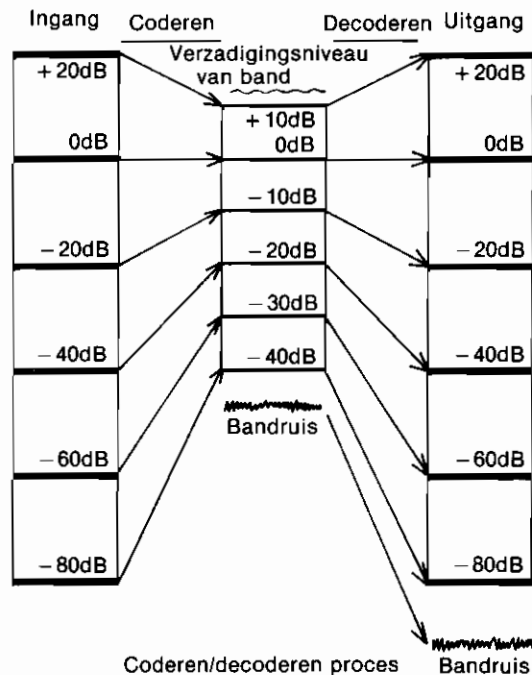 Ingang Coderen Decoderen Uitgang
Verzadigingsniveau
van band
+20dB +20dB
+10dB
0dB 0dB 0dB
−10dB
−20dB −20dB −20dB
−30dB
−40dB −40dB −40dB
Bandruis
−60dB −60dB
−80dB −80dB
Coderen/decoderen proces Bandruis